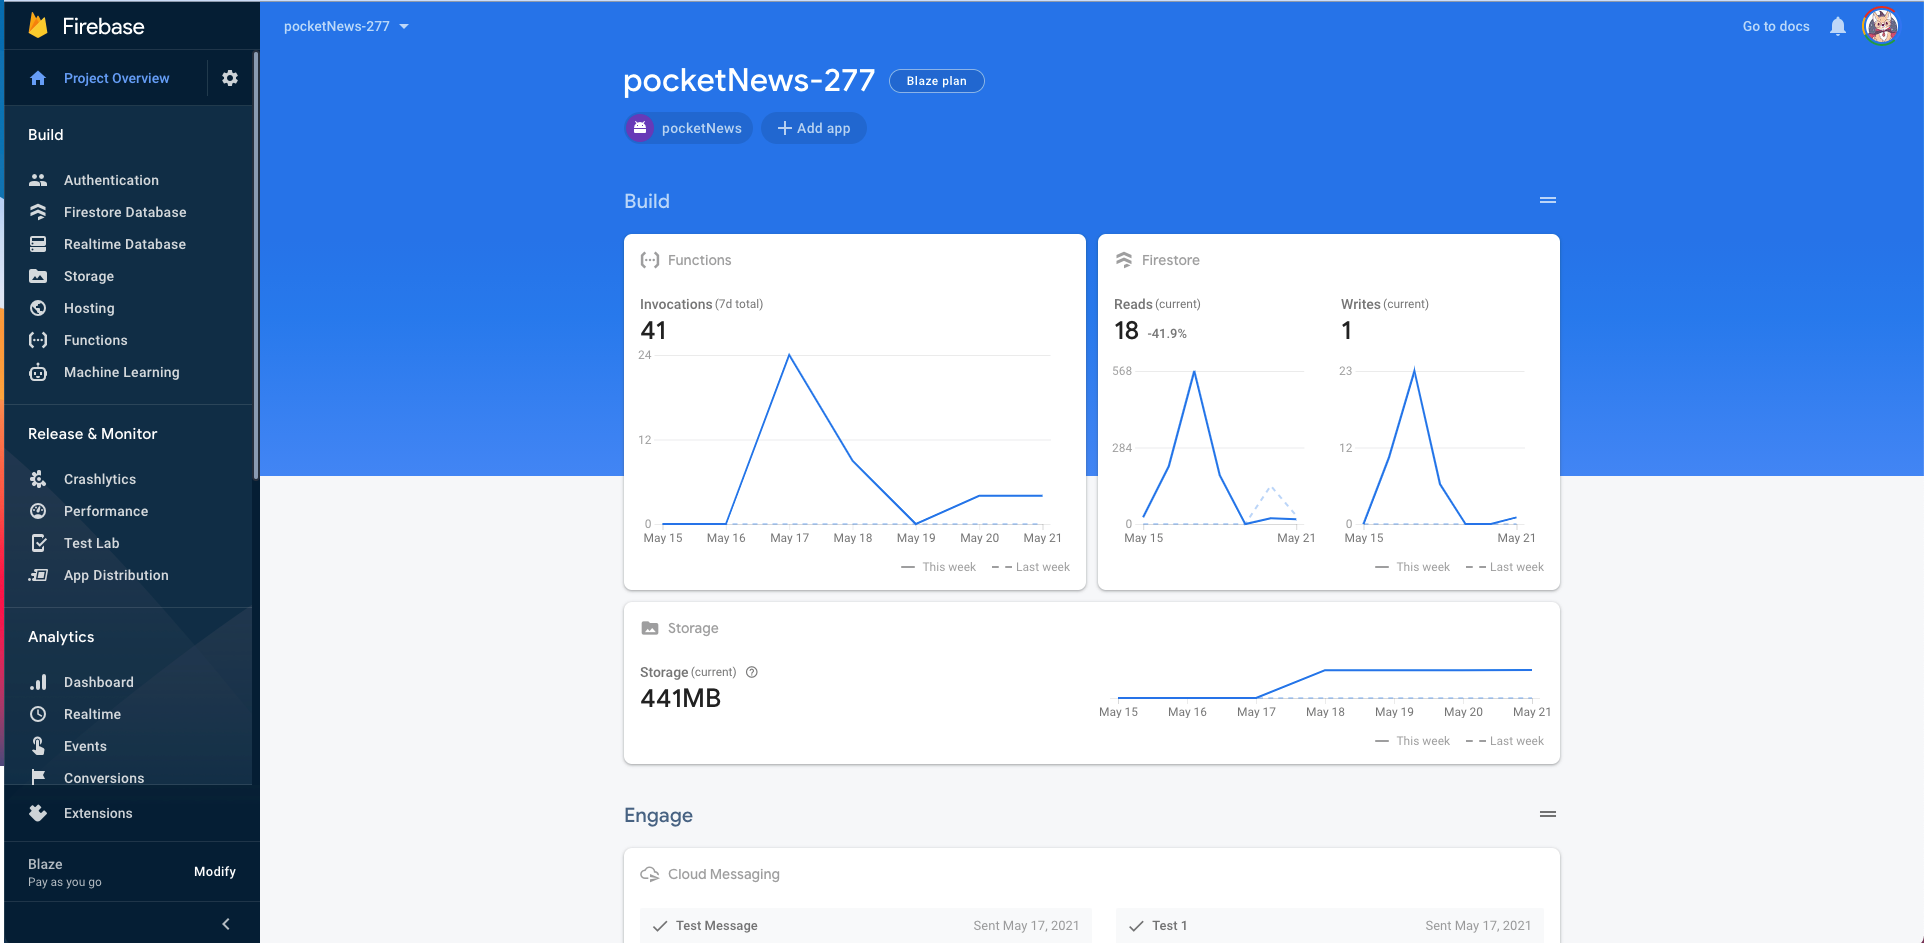 Firebase
Project Overview
Build
Authentication
Firestore Database
Realtime Database
Storage
Hosting
Functions
Machine Learning
Release & Monitor
Crashlytics
Performance
Test Lab
App Distribution
Analytics
Dashboard
Realtime
Events
Conversions
Extensions
Blaze
Pay as you go
Modify
pocketNews-277
Go to docs
pocketNews-277 Blaze plan
pocketNews
Add app
Build
Functions
Invocations (7d total)
41
24
12
0
May 15 May 16 May 17 May 18 May 19 May 20 May 21
This week Last week
Firestore
Reads (current)
18 -41.9%
568
284
0
May 15 May 21
Writes (current)
1
23
12
0
May 15 May 21
This week Last week
Storage
Storage (current)
441MB
May 15 May 16 May 17 May 18 May 19 May 20 May 21
This week Last week
Engage
Cloud Messaging
Test Message Sent May 17, 2021
Test 1 Sent May 17, 2021